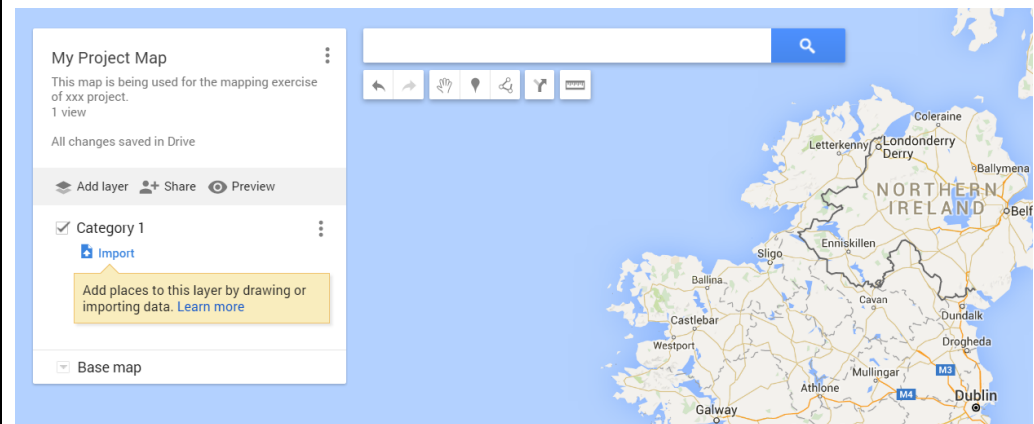 My Project Map
This map is being used for the mapping exercise
of xxx project.
1 view
All changes saved in Drive
Add layer Share Preview
Category 1
Import
Add places to this layer by drawing or
importing data. Learn more
Base map
Coleraine
Letterkenny
Londonderry
Derry
Ballymena
NORTHERN
IRELAND
Belf
Enniskillen
Sligo
Ballina
Cavan
Dundalk
Castlebar
Westport
Drogheda
Mullingar
M3
Athlone
M4
Dublin
Galway